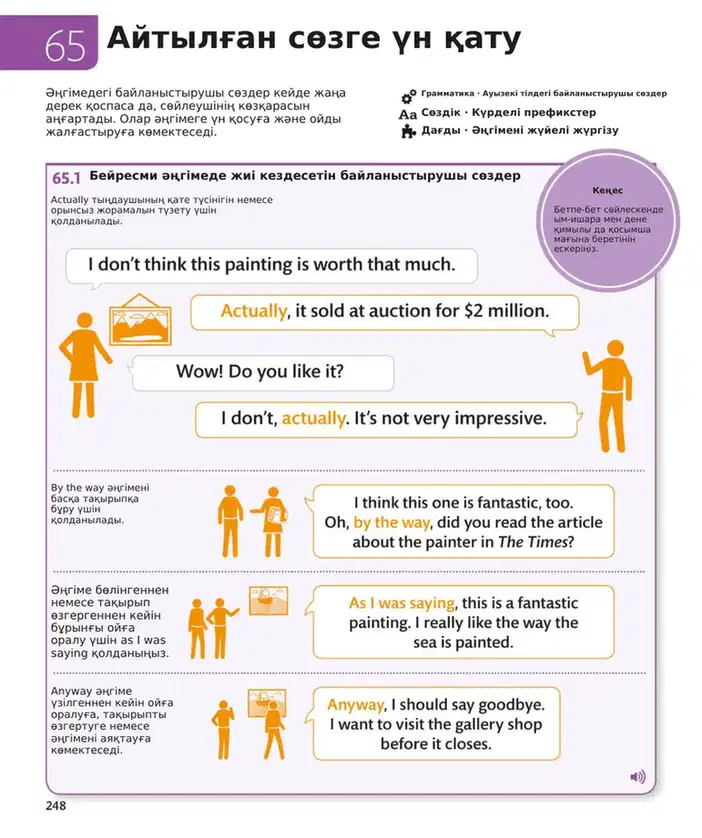 65
Айтылған сөзге үн қату
Әңгімедегі байланыстырушы сөздер кейде жаңа
дерек қоспаса да, сөйлеушінің көзқарасын
аңғартады. Олар әңгімеге үн қосуға және ойды
жалғастыруға көмектеседі.
Грамматика · Ауызекі тілдегі байланыстырушы сөздер
Aa Сөздік · Күрделі префикстер
Дағды · Әңгімені жүйелі жүргізу
65.1 Бейресми әңгімеде жиі кездесетін байланыстырушы сөздер
Actually тыңдаушының қате түсінігін немесе
орынсыз жорамалын түзету үшін
қолданылады.
Кеңес
Бетпе-бет сөйлескенде
ым-ишара мен дене
қимылы да қосымша
мағына беретінін
ескеріңіз.
I don't think this painting is worth that much.
Actually, it sold at auction for $2 million.
Wow! Do you like it?
I don't, actually. It's not very impressive.
By the way әңгімені
басқа тақырыпқа
бұру үшін
қолданылады.
I think this one is fantastic, too.
Oh, by the way, did you read the article
about the painter in The Times?
Әңгіме бөлінгеннен
немесе тақырып
өзгергеннен кейін
бұрынғы ойға
оралу үшін as I was
saying қолданыңыз.
As I was saying, this is a fantastic
painting. I really like the way the
sea is painted.
Anyway әңгіме
үзілгеннен кейін ойға
оралуға, тақырыпты
өзгертуге немесе
әңгімені аяқтауға
көмектеседі.
Anyway, I should say goodbye.
I want to visit the gallery shop
before it closes.
248